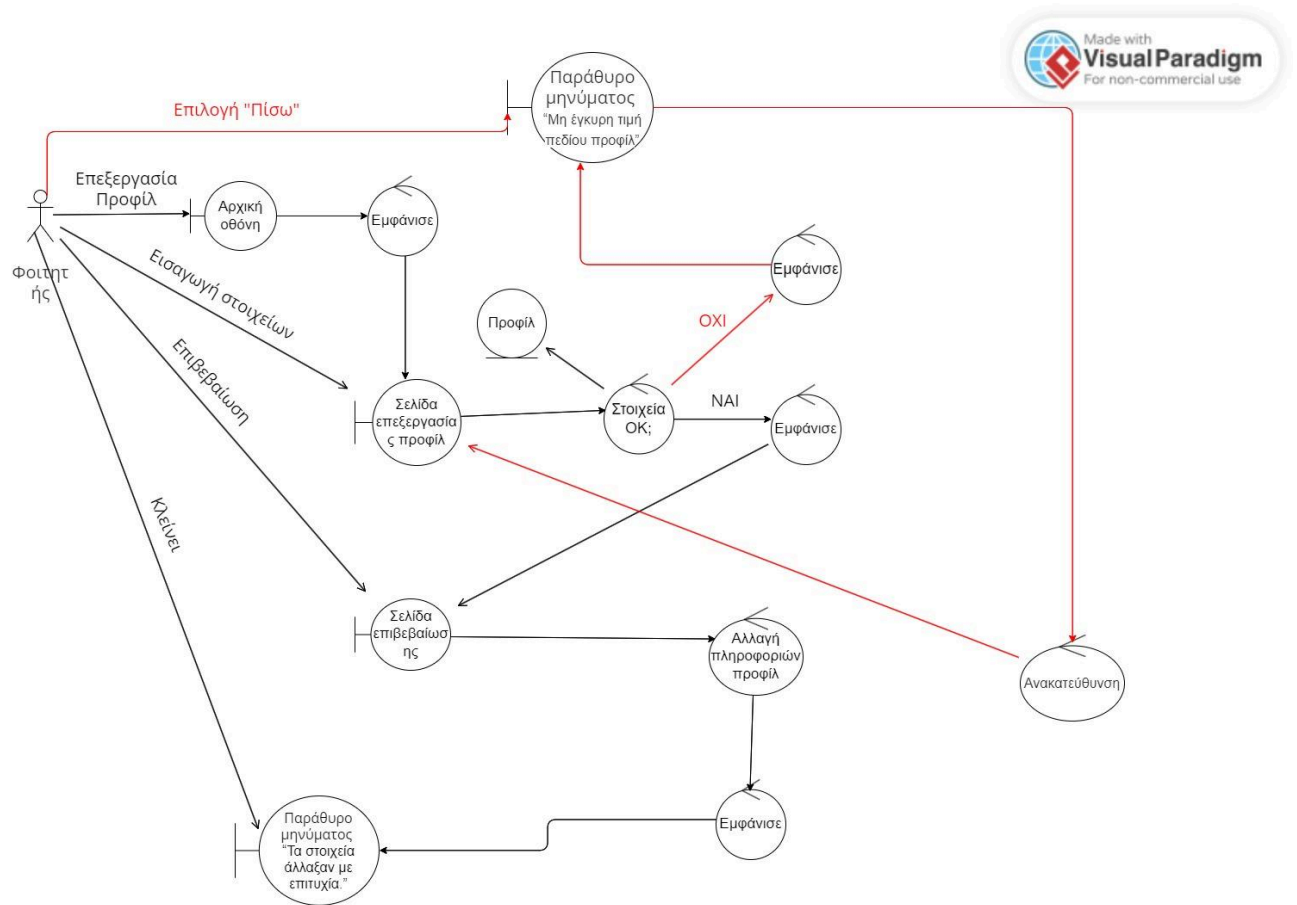 Made with
Visual Paradigm
For non-commercial use
Παράθυρο
μηνύματος
“Μη έγκυρη τιμή
πεδίου προφίλ”
Επιλογή "Πίσω"
Επεξεργασία
Προφίλ
Αρχική
οθόνη
Εμφάνισε
Φοιτητ
ής
Εισαγωγή στοιχείων
Εμφάνισε
Προφίλ
ΟΧΙ
Επιβεβαίωση
Σελίδα
επεξεργασία
ς προφίλ
Στοιχεία
OK;
ΝΑΙ
Εμφάνισε
Κλείνει
Σελίδα
επιβεβαίωσ
ης
Αλλαγή
πληροφοριών
προφίλ
Ανακατεύθυνση
Παράθυρο
μηνύματος
“Τα στοιχεία
άλλαξαν με
επιτυχία.”
Εμφάνισε